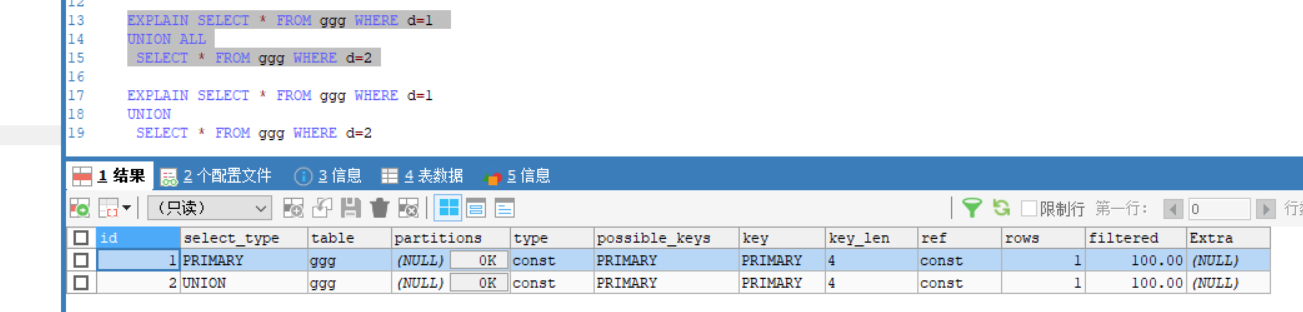 12
13 EXPLAIN SELECT * FROM ggg WHERE d=1
14 UNION ALL
15 SELECT * FROM ggg WHERE d=2
16
17 EXPLAIN SELECT * FROM ggg WHERE d=1
18 UNION
19 SELECT * FROM ggg WHERE d=2
1 结果 2 个配置文件 3 信息 4 表数据 5 信息
（只读） 限制行 第一行： 0 行
id select_type table partitions type possible_keys key key_len ref rows filtered Extra
1 PRIMARY ggg (NULL) 0K const PRIMARY PRIMARY 4 const 1 100.00 (NULL)
2 UNION ggg (NULL) 0K const PRIMARY PRIMARY 4 const 1 100.00 (NULL)